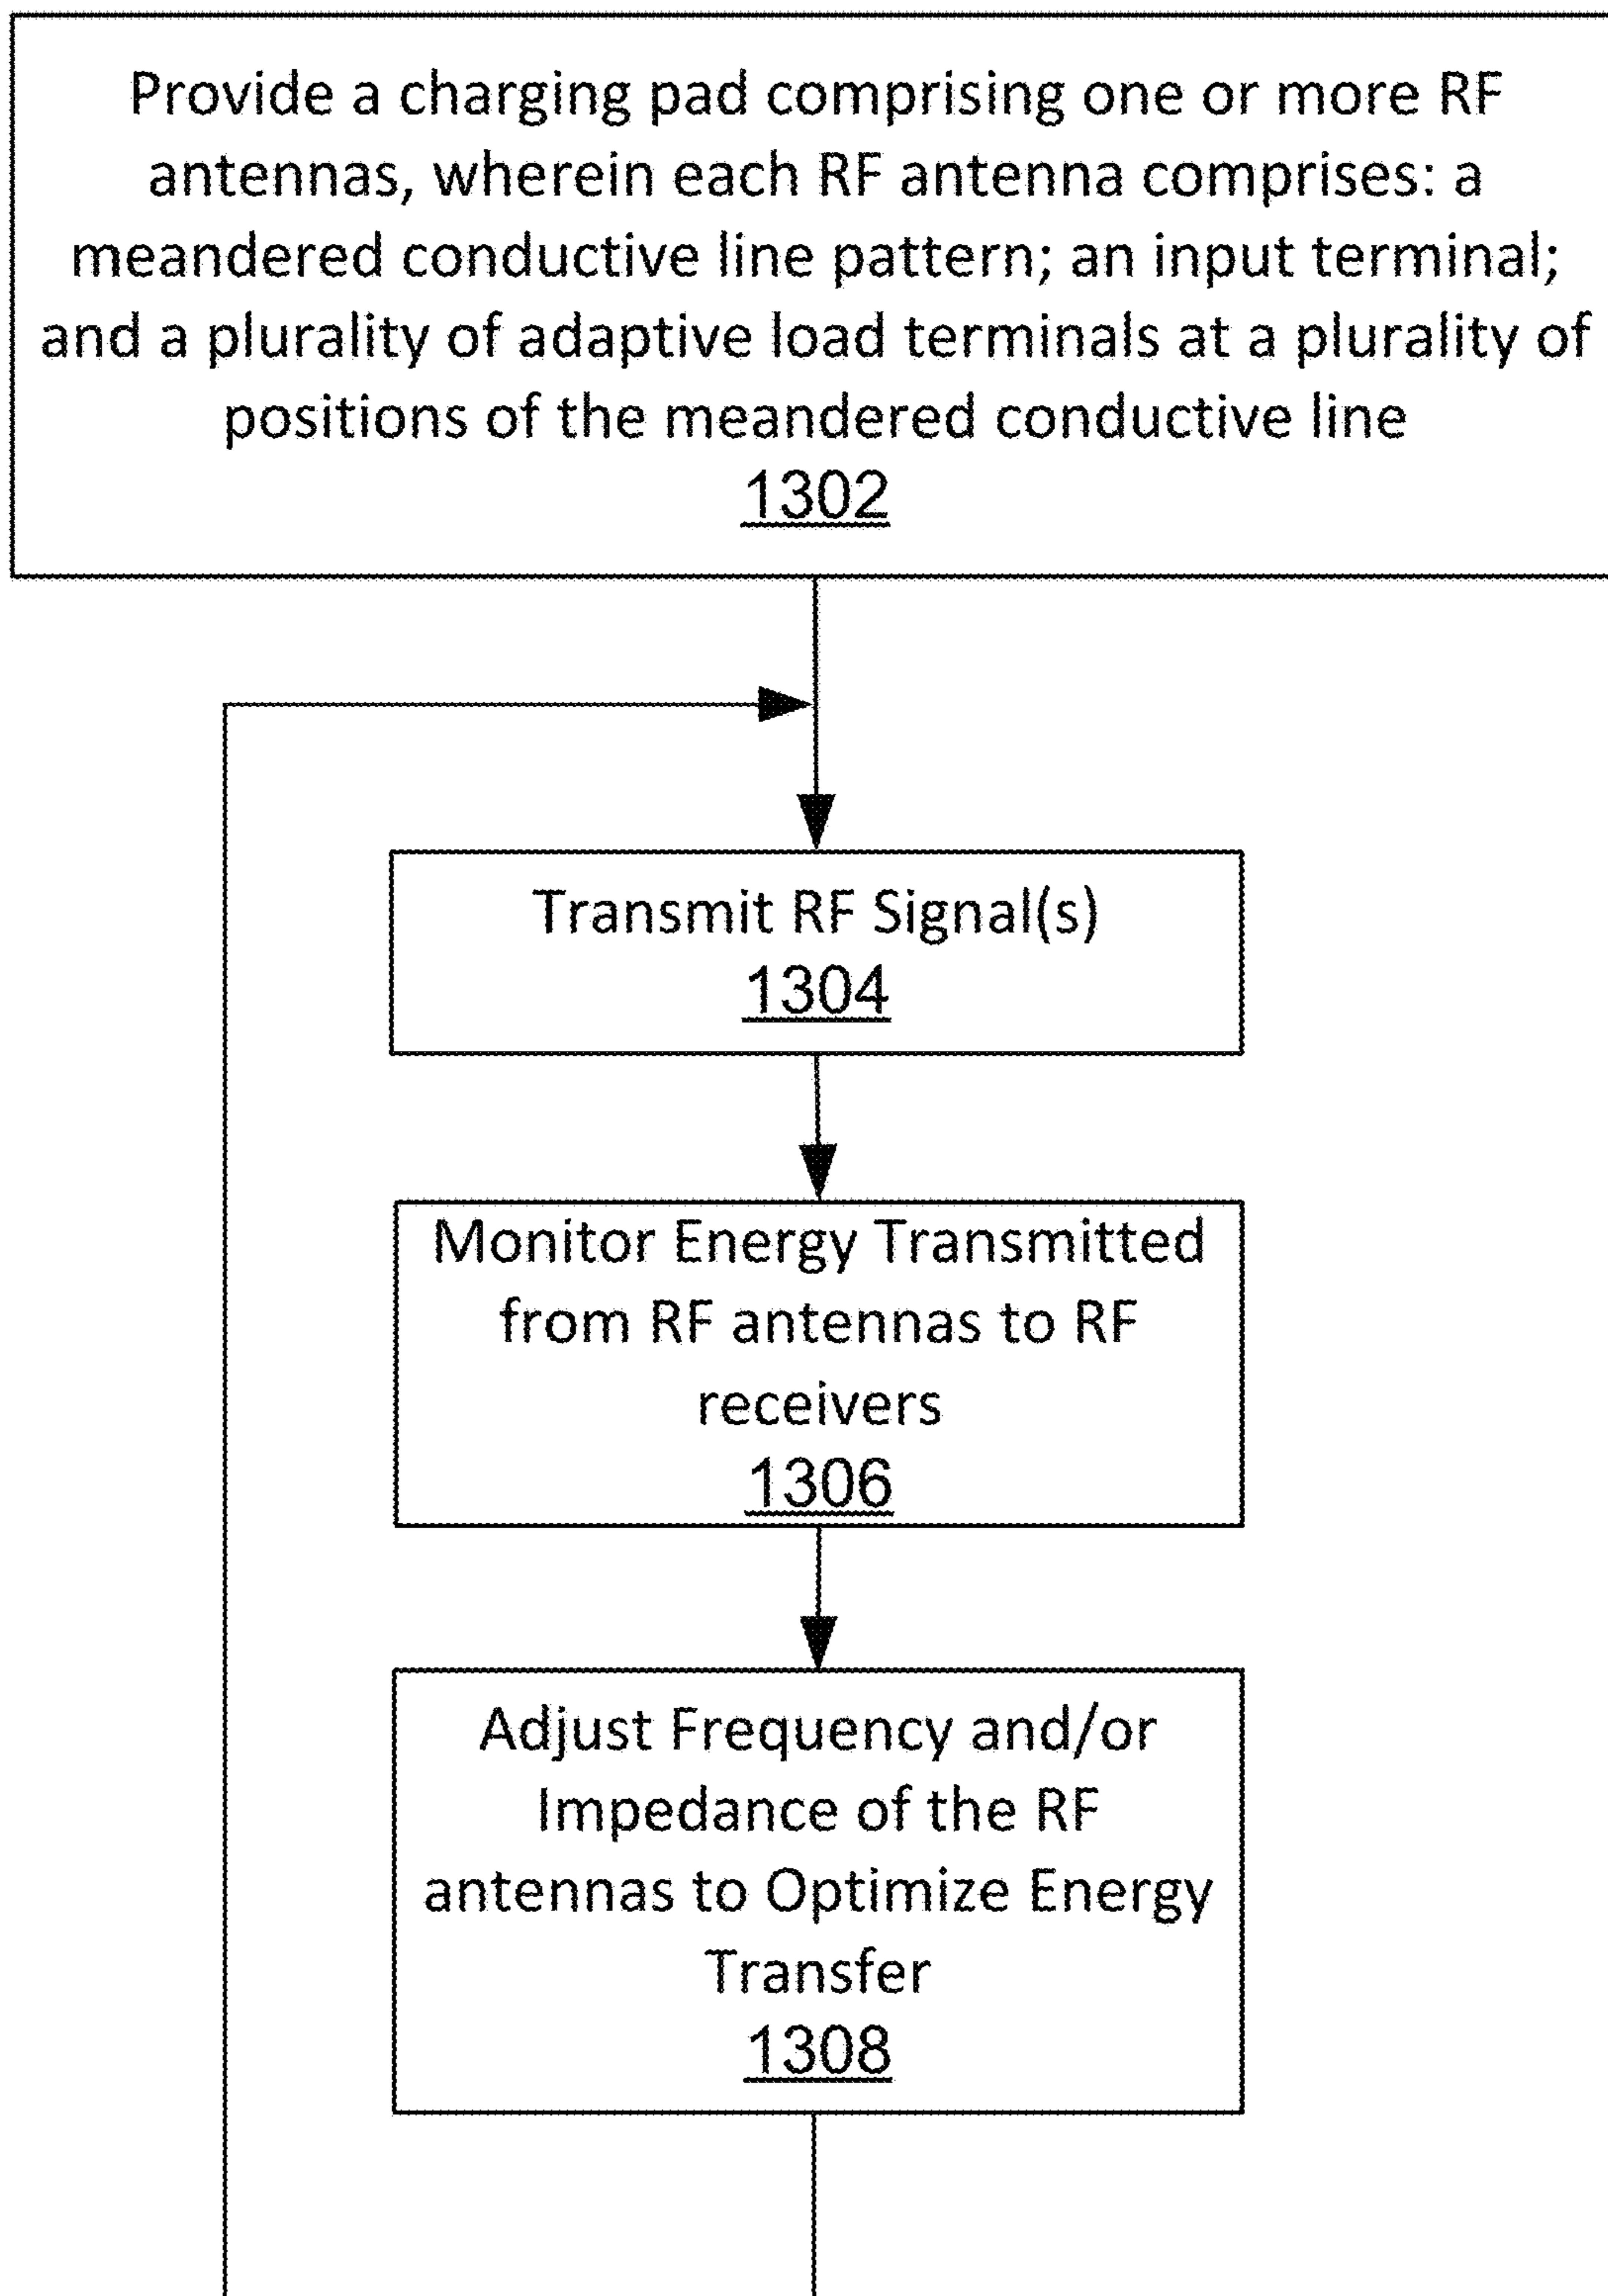 Provide a charging pad comprising one or more RF
antennas, wherein each RF antenna comprises: a
meandered conductive line pattern; an input terminal;
and a plurality of adaptive load terminals at a plurality of
positions of the meandered conductive line
1302
Transmit RF Signal(s)
1304
Monitor Energy Transmitted
from RF antennas to RF
receivers
1306
Adjust Frequency and/or
Impedance of the RF
antennas to Optimize Energy
Transfer
1308